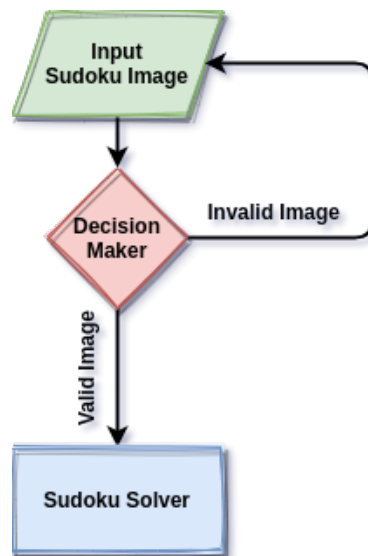 Input
Sudoku Image
Decision
Maker
Invalid Image
Valid Image
Sudoku Solver